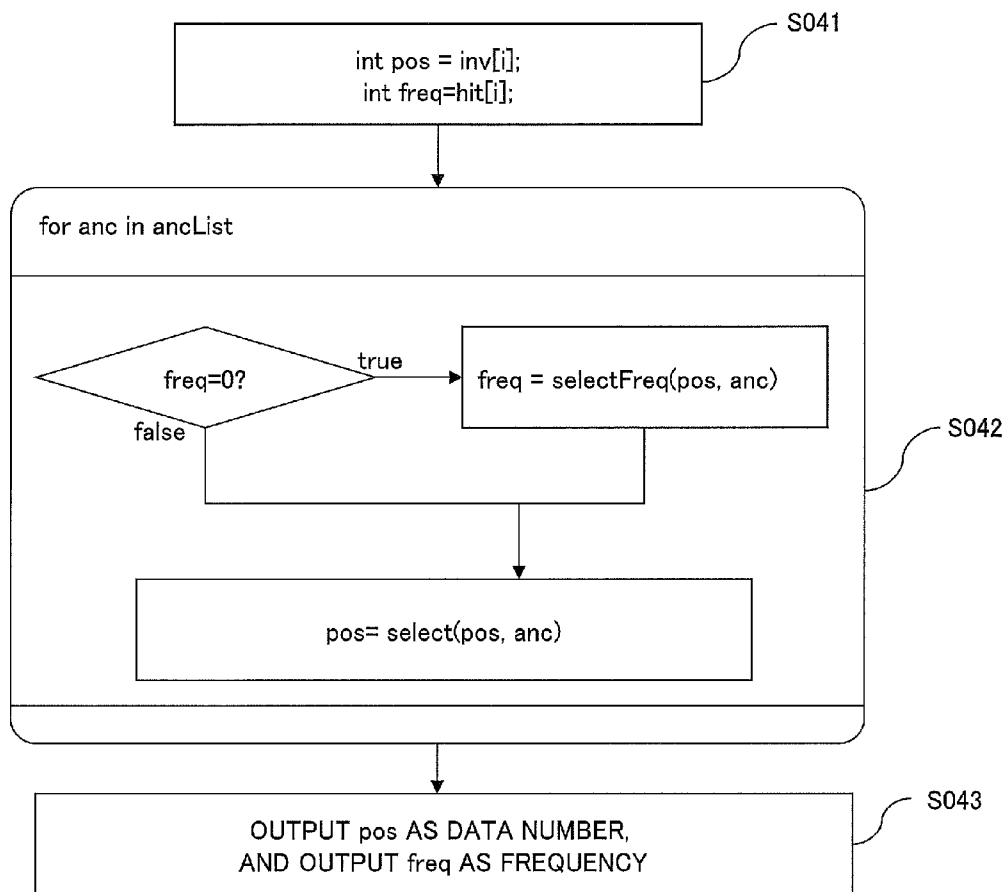 S041
int pos = inv[i];
int freq=hit[i];
for anc in ancList
freq=0?
true
freq = selectFreq(pos, anc)
false
S042
pos= select(pos, anc)
S043
OUTPUT pos AS DATA NUMBER,
AND OUTPUT freq AS FREQUENCY